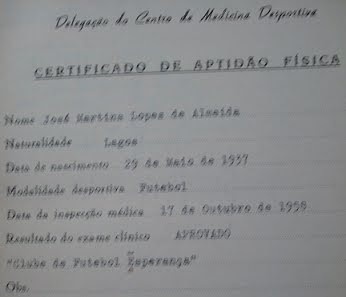 Delegação do Centro de Medicina Desportiva
CERTIFICADO DE APTIDÃO FÍSICA
Nome José Martins Lopes de Almeida
Naturalidade Lagos
Data de nascimento 29 de Maio de 1937
Modalidade desportiva Futebol
Data da inspecção médica 17 de Outubro de 1958
Resultado do exame clínico APROVADO
"Clube de Futebol Esperança"
Obs.